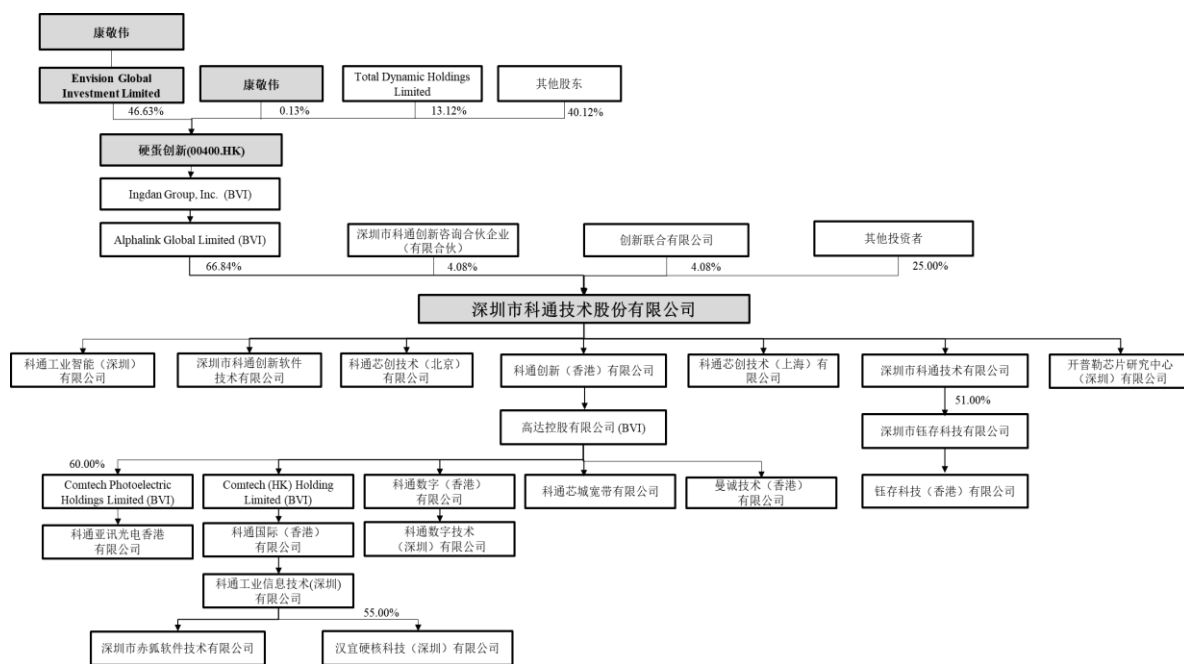 康敬伟
Envision Global
Investment Limited
康敬伟
Total Dynamic Holdings
Limited
其他股东
46.63%
0.13%
13.12%
40.12%
硬蛋创新(00400.HK)
Ingdan Group, Inc. (BVI)
Alphalink Global Limited (BVI)
深圳市科通创新咨询合伙企业
（有限合伙）
创新联合有限公司
其他投资者
66.84%
4.08%
4.08%
25.00%
深圳市科通技术股份有限公司
科通工业智能（深圳）
有限公司
深圳市科通创新软件
技术有限公司
科通芯创技术（北京）
有限公司
科通创新（香港）有限公司
科通芯创技术（上海）有
限公司
深圳市科通技术有限公司
开普勒芯片研究中心
（深圳）有限公司
51.00%
高达控股有限公司(BVI)
深圳市钰存科技有限公司
60.00%
Comtech Photoelectric
Holdings Limited (BVI)
Comtech (HK) Holding
Limited (BVI)
科通数字（香港）
有限公司
科通芯城宽带有限公司
曼诚技术（香港）
有限公司
钰存科技（香港）有限公司
科通亚讯光电香港
有限公司
科通国际（香港）
有限公司
科通数字技术
（深圳）有限公司
科通工业信息技术(深圳)
有限公司
55.00%
深圳市赤狐软件技术有限公司
汉宜硬核科技（深圳）有限公司